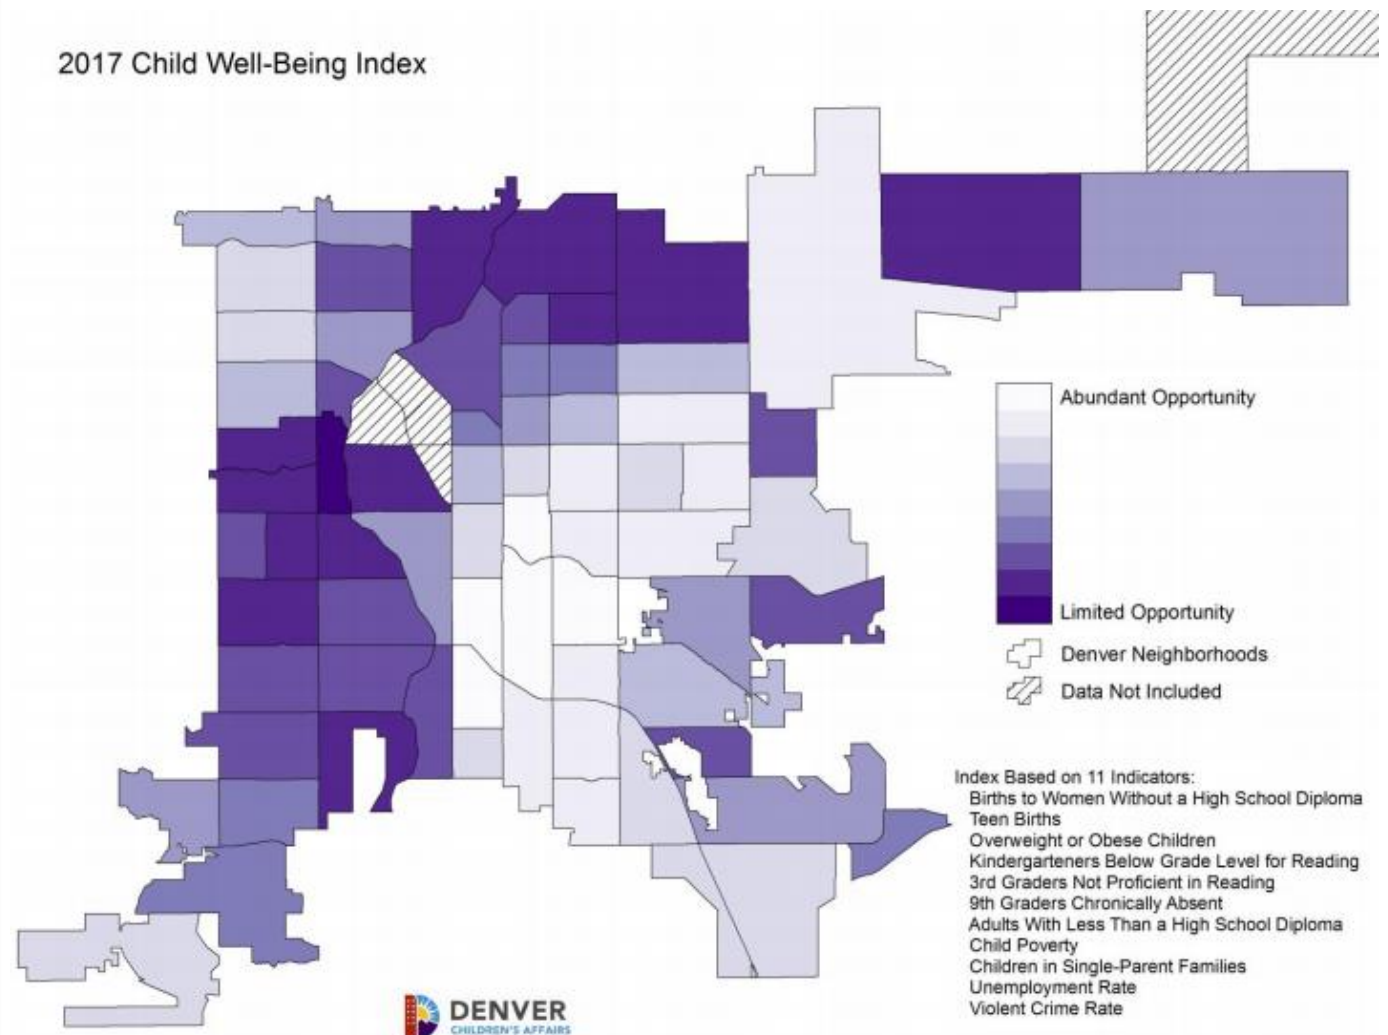 2017 Child Well-Being Index
Abundant Opportunity
Limited Opportunity
Denver Neighborhoods
Data Not Included
Index Based on 11 Indicators:
Births to Women Without a High School Diploma
Teen Births
Overweight or Obese Children
Kindergarteners Below Grade Level for Reading
3rd Graders Not Proficient in Reading
9th Graders Chronically Absent
Adults With Less Than a High School Diploma
Child Poverty
Children in Single-Parent Families
Unemployment Rate
Violent Crime Rate
DENVER
CHILDREN'S AFFAIRS